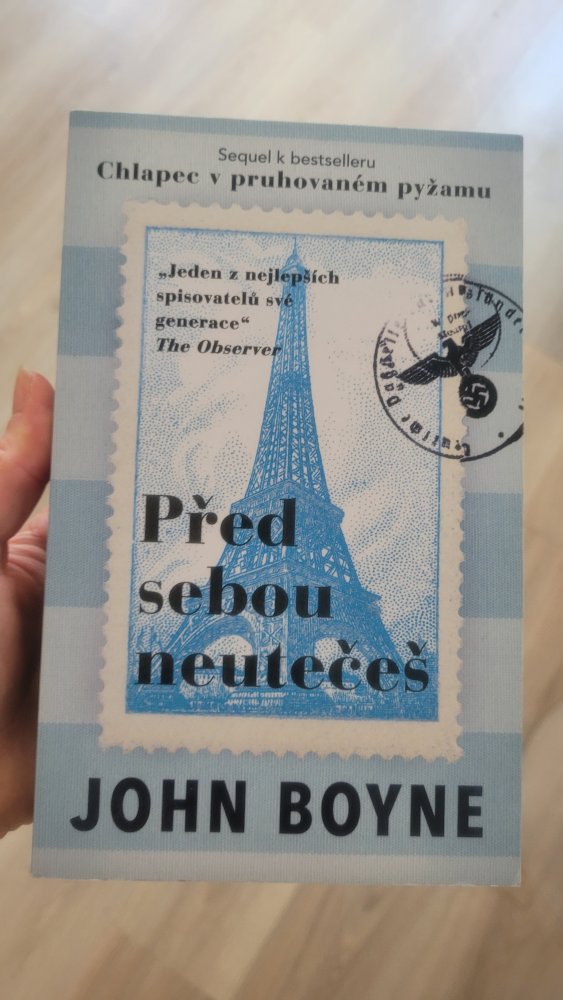 Sequel k bestselleru
Chlapec v pruhovaném pyžamu
„Jeden z nejlepších
spisovatelů své
generace“
The Observer
Před
sebou
neutečeš
JOHN BOYNE